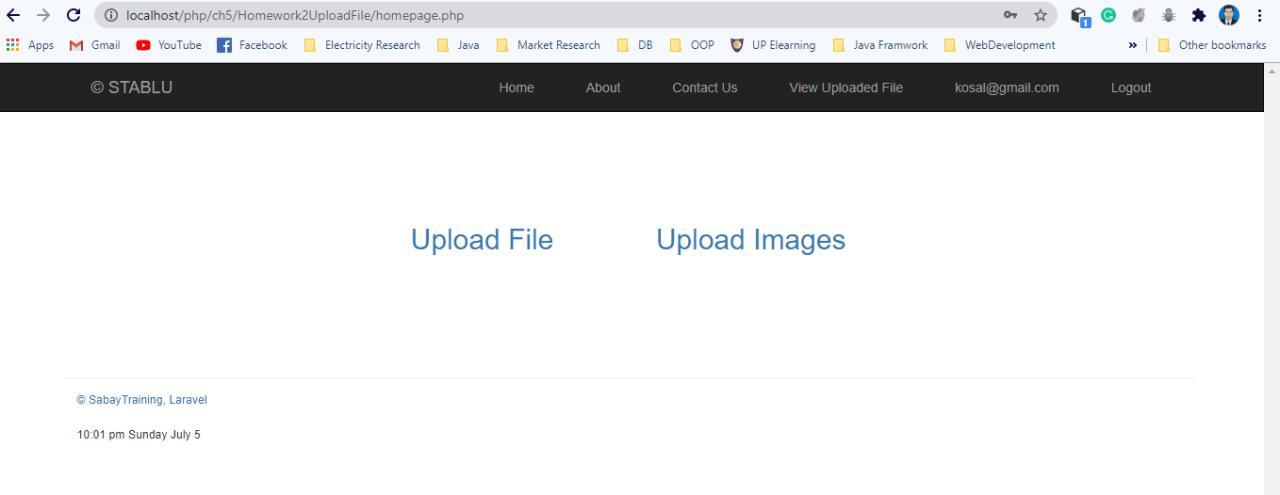 localhost/php/ch5/Homework2UploadFile/homepage.php
Apps Gmail YouTube Facebook Electricity Research Java Market Research DB OOP UP Elearning Java Framwork WebDevelopment » Other bookmarks
1
© STABLU Home About Contact Us View Uploaded File kosal@gmail.com Logout
Upload File Upload Images
© SabayTraining, Laravel
10:01 pm Sunday July 5